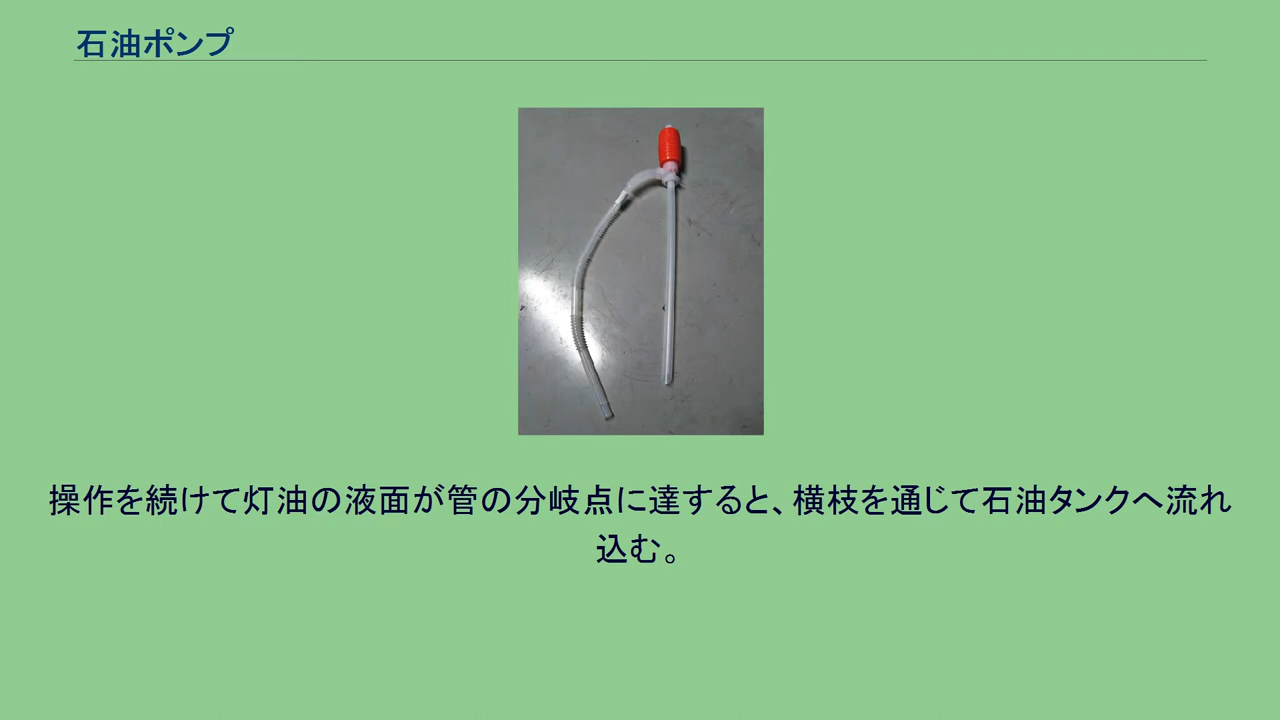 石油ポンプ
操作を続けて灯油の液面が管の分岐点に達すると、横枝を通じて石油タンクへ流れ
込む。